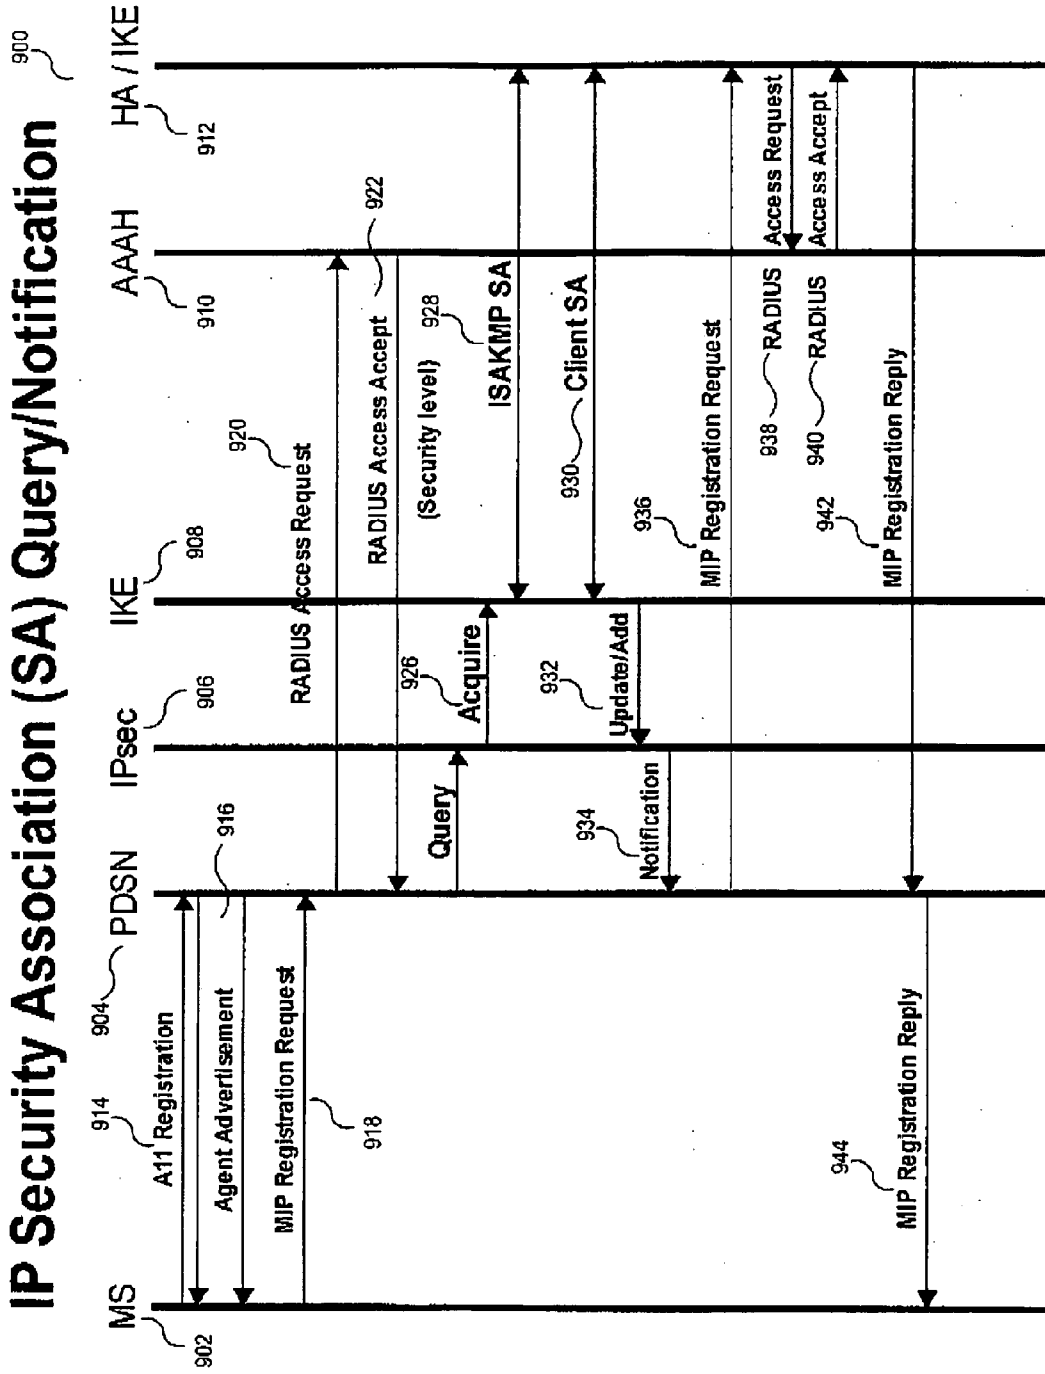 IP Security Association (SA) Query/Notification
900
MS
902
904
PDSN
IPsec
906
IKE
908
AAAH
910
HA / IKE
912
914
A11 Registration
916
Agent Advertisement
MIP Registration Request
918
920
RADIUS Access Request
922
RADIUS Access Accept
(Security level)
Query
926
Acquire
928
ISAKMP SA
930
Client SA
932
Update/Add
934
Notification
936
MIP Registration Request
938
RADIUS
Access Request
940
RADIUS
Access Accept
942
MIP Registration Reply
944
MIP Registration Reply